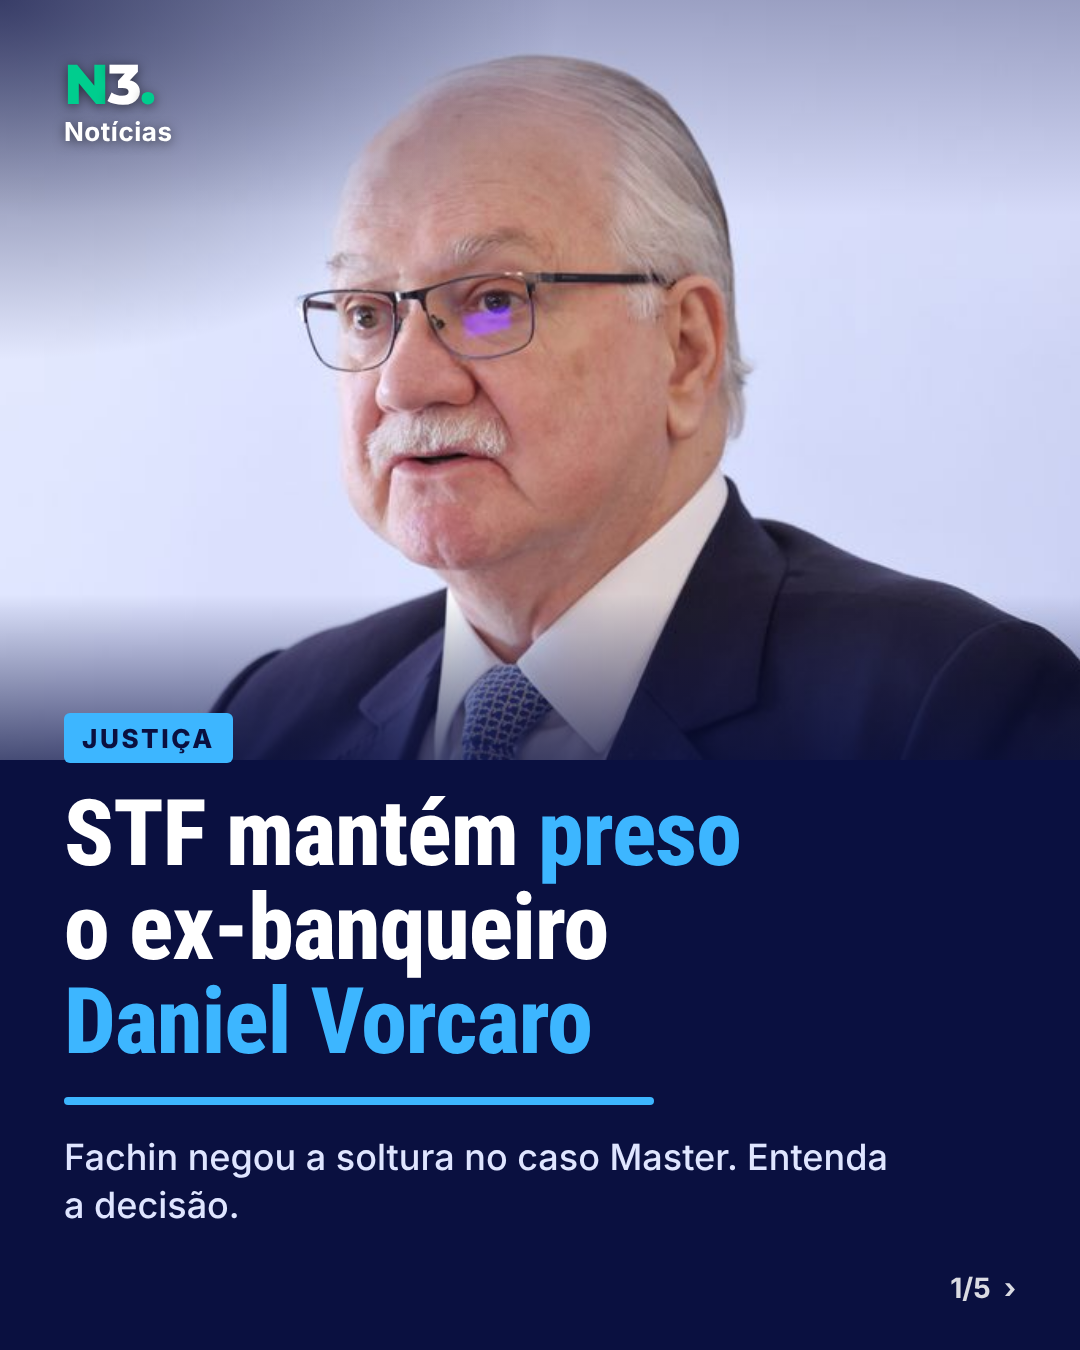 N3.
Notícias
JUSTIÇA
STF mantém preso
o ex-banqueiro
Daniel Vorcaro
Fachin negou a soltura no caso Master. Entenda
a decisão.
1/5 ›